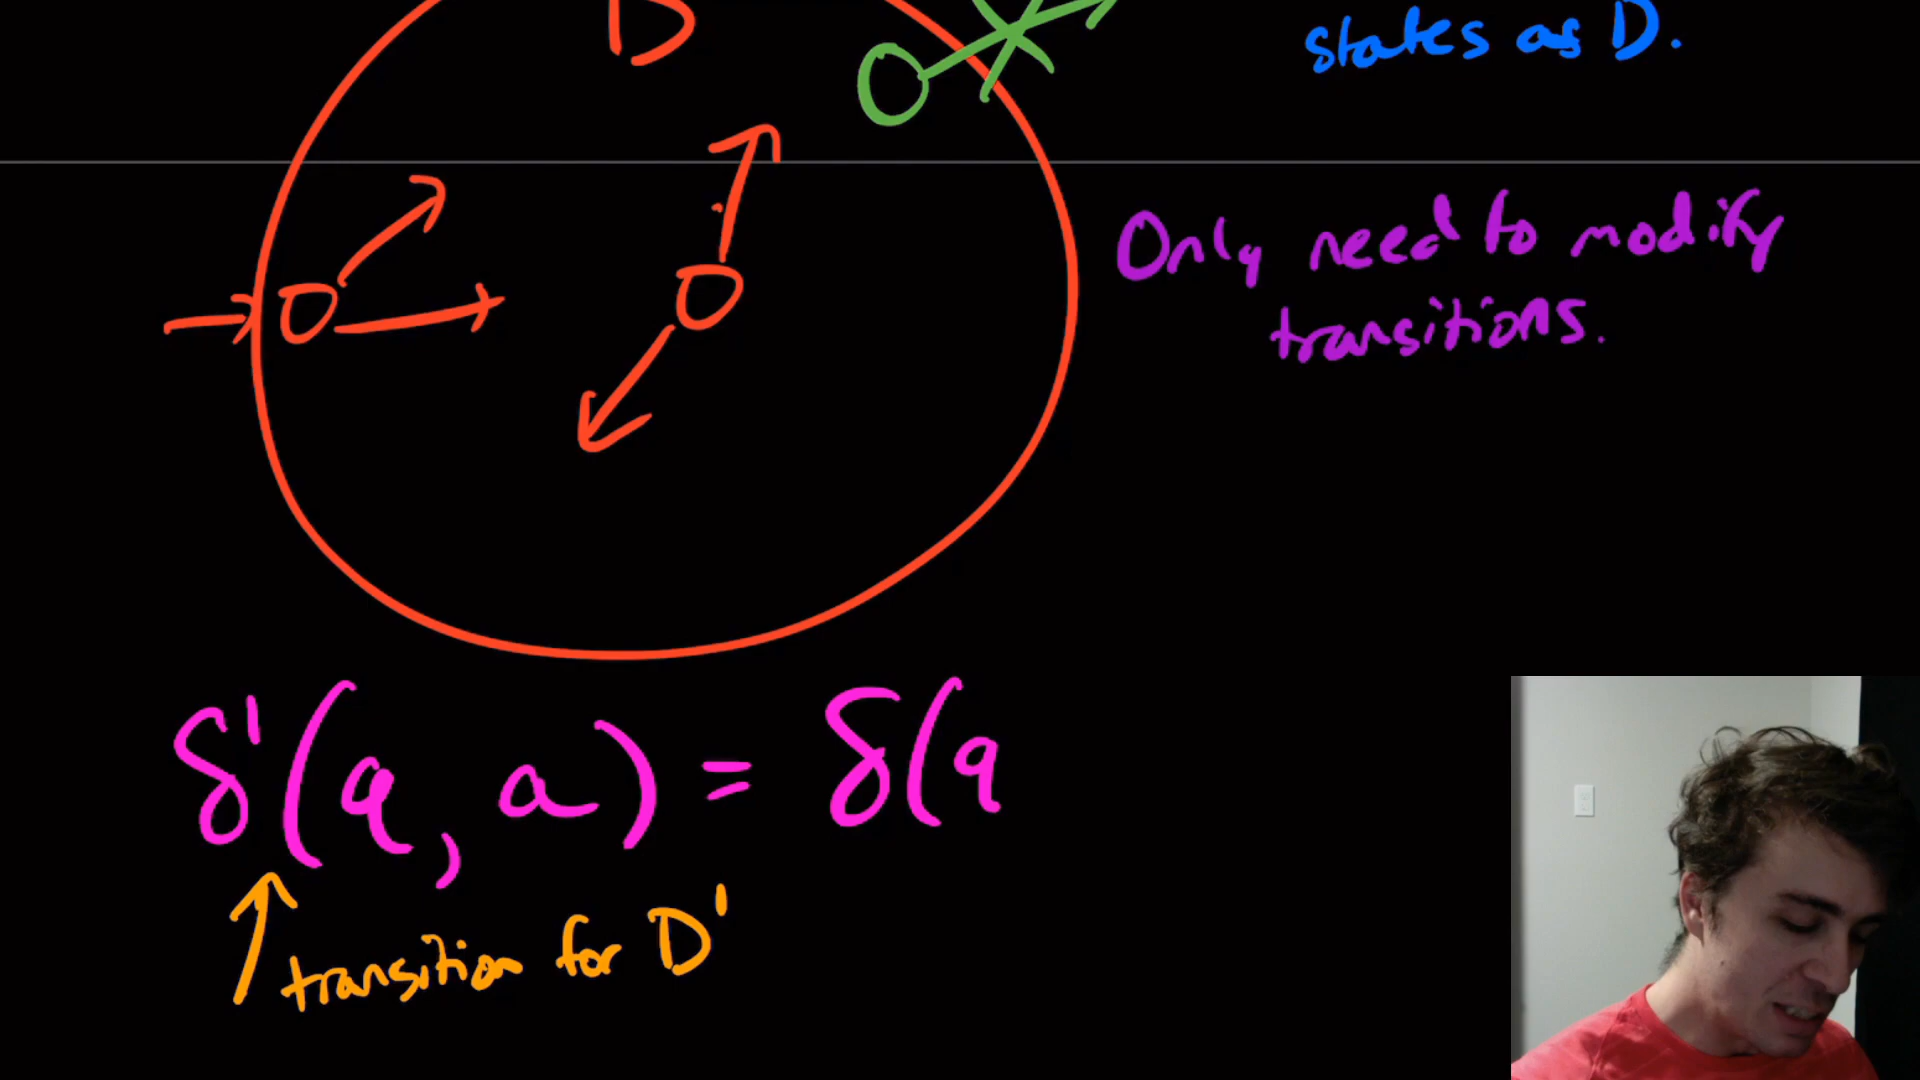 D
states as D.
Only need to modify
transitions.
δ'(q, a) = δ(q
transition for D'